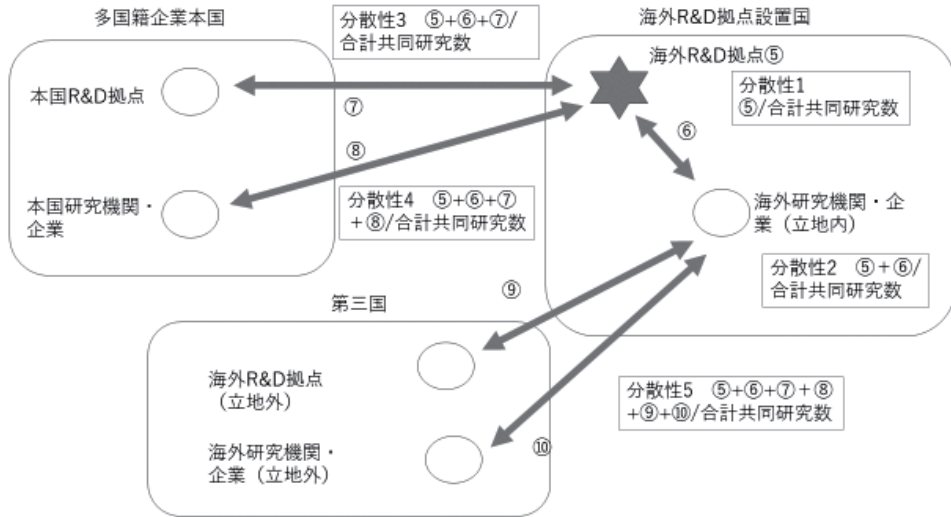 多国籍企業本国
分散性3 ⑤+⑥+⑦/
合計共同研究数
海外R&D拠点設置国
海外R&D拠点⑤
本国R&D拠点
⑦
分散性1
⑤/合計共同研究数
⑥
⑧
本国研究機関・
企業
分散性4 ⑤+⑥+⑦
+⑧/合計共同研究数
海外研究機関・企
業（立地内）
分散性2 ⑤+⑥/
合計共同研究数
⑨
第三国
海外R&D拠点
（立地外）
分散性5 ⑤+⑥+⑦+⑧
+⑨+⑩/合計共同研究数
⑩
海外研究機関・
企業（立地外）